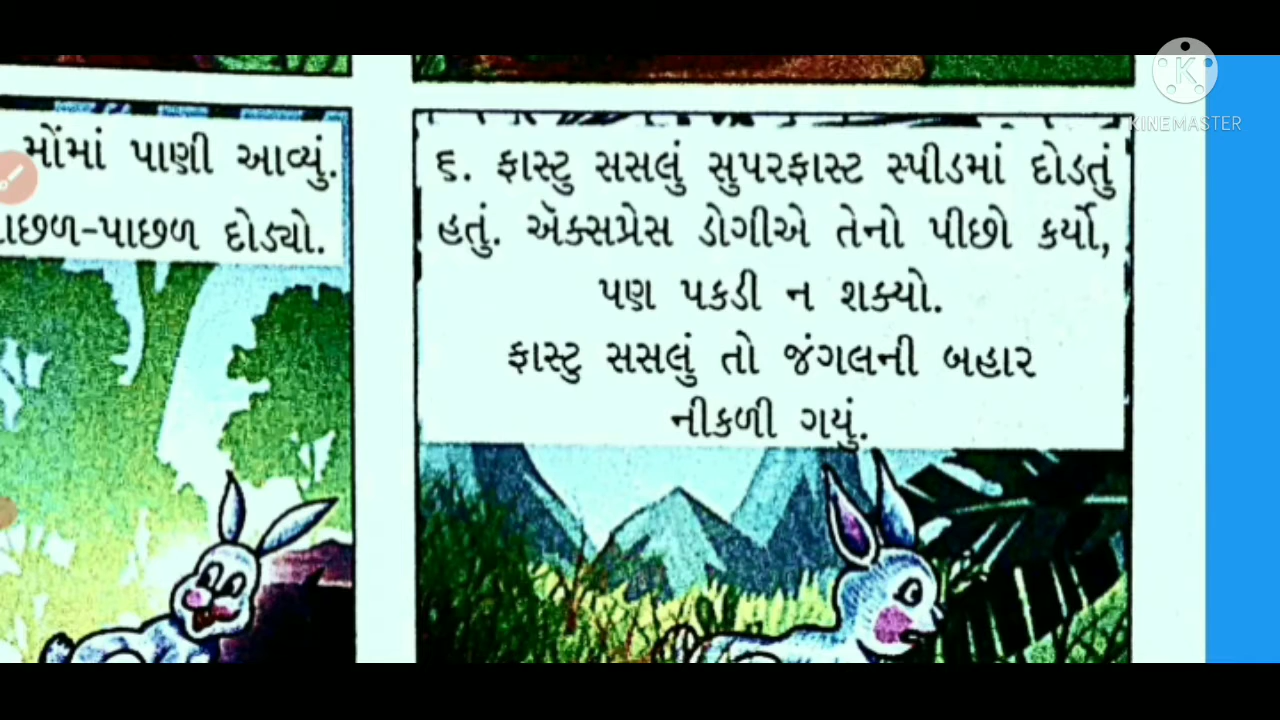 મોંમાં પાણી આવ્યું.
પાછળ-પાછળ દોડ્યો.
૬. ફાસ્ટુ સસલું સુપરફાસ્ટ સ્પીડમાં દોડતું
હતું. ઍક્સપ્રેસ ડોગીએ તેનો પીછો કર્યો,
પણ પકડી ન શક્યો.
ફાસ્ટુ સસલું તો જંગલની બહાર
નીકળી ગયું.
KINEMASTER